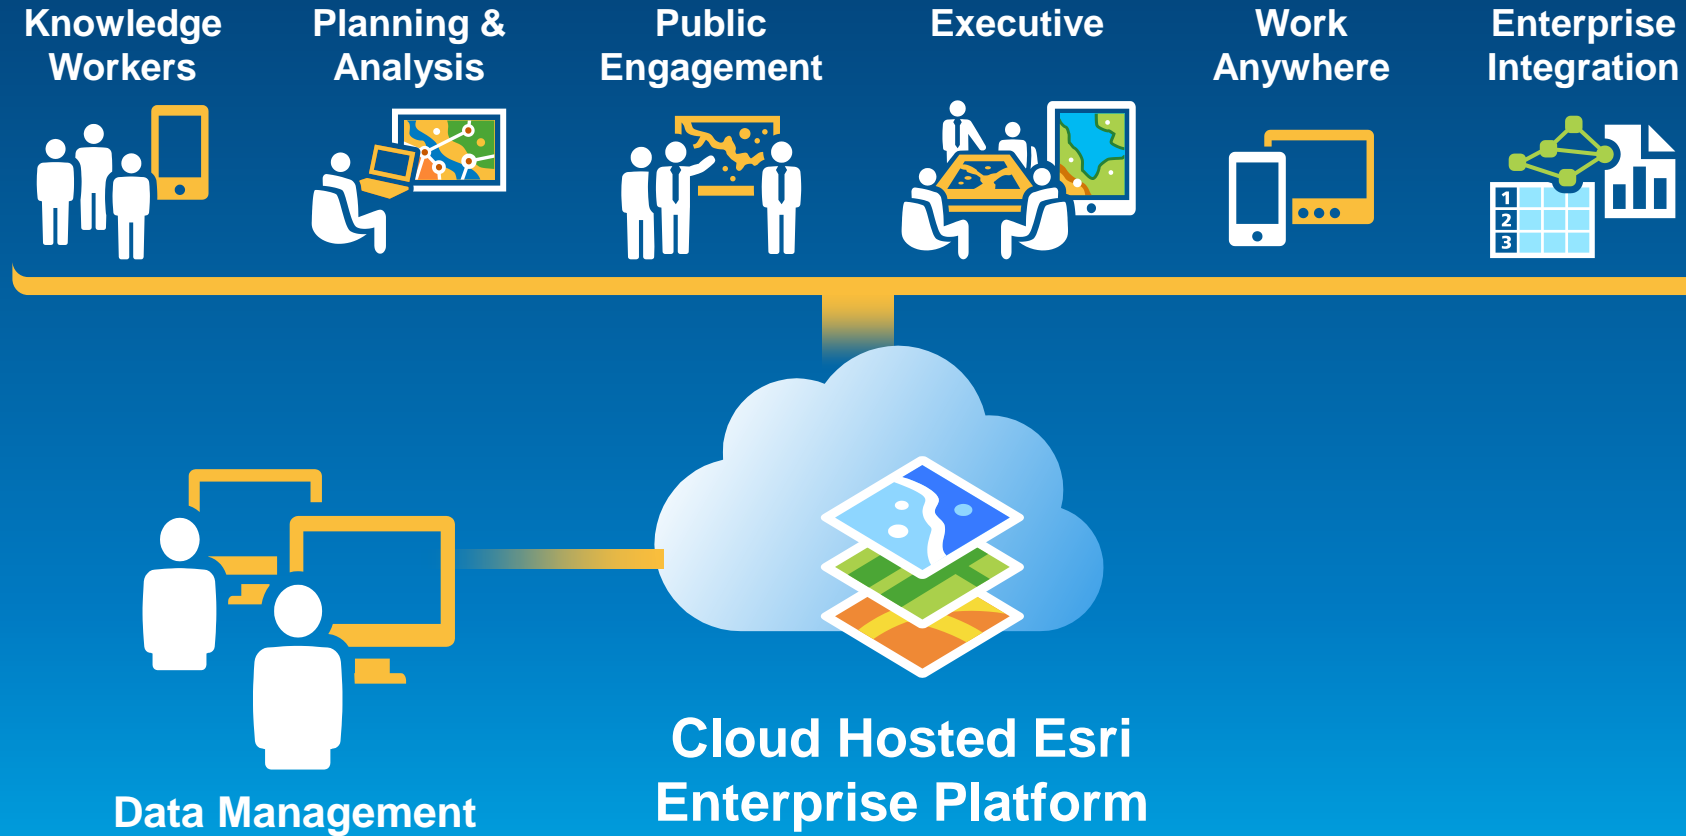 Knowledge
Workers
Planning &
Analysis
Public
Engagement
Executive
Work
Anywhere
Enterprise
Integration
1
2
3
Data Management
Cloud Hosted Esri
Enterprise Platform